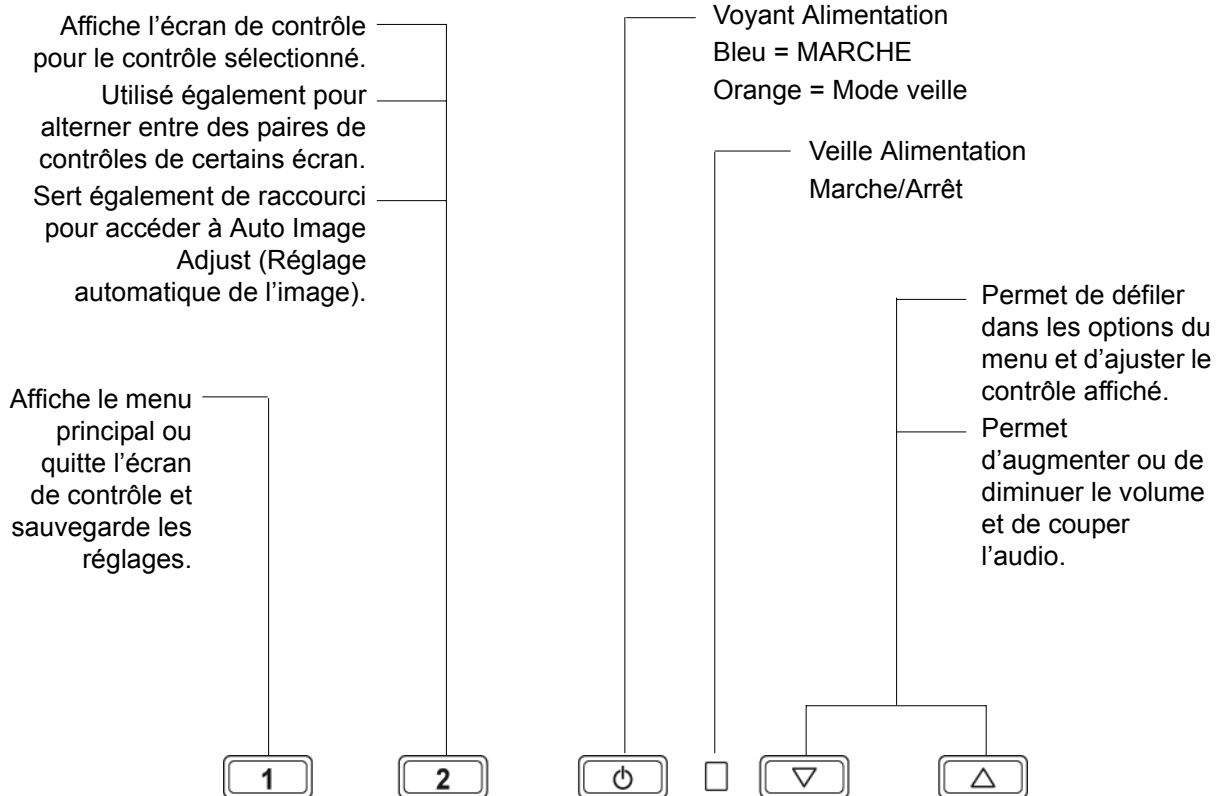 Affiche l’écran de contrôle
pour le contrôle sélectionné.
Utilisé également pour
alterner entre des paires de
contrôles de certains écran.
Sert également de raccourci
pour accéder à Auto Image
Adjust (Réglage
automatique de l’image).
Affiche le menu
principal ou
quitte l’écran
de contrôle et
sauvegarde les
réglages.
Voyant Alimentation
Bleu = MARCHE
Orange = Mode veille
Veille Alimentation
Marche/Arrêt
Permet de défiler
dans les options du
menu et d’ajuster le
contrôle affiché.
Permet
d’augmenter ou de
diminuer le volume
et de couper
l’audio.
1
2